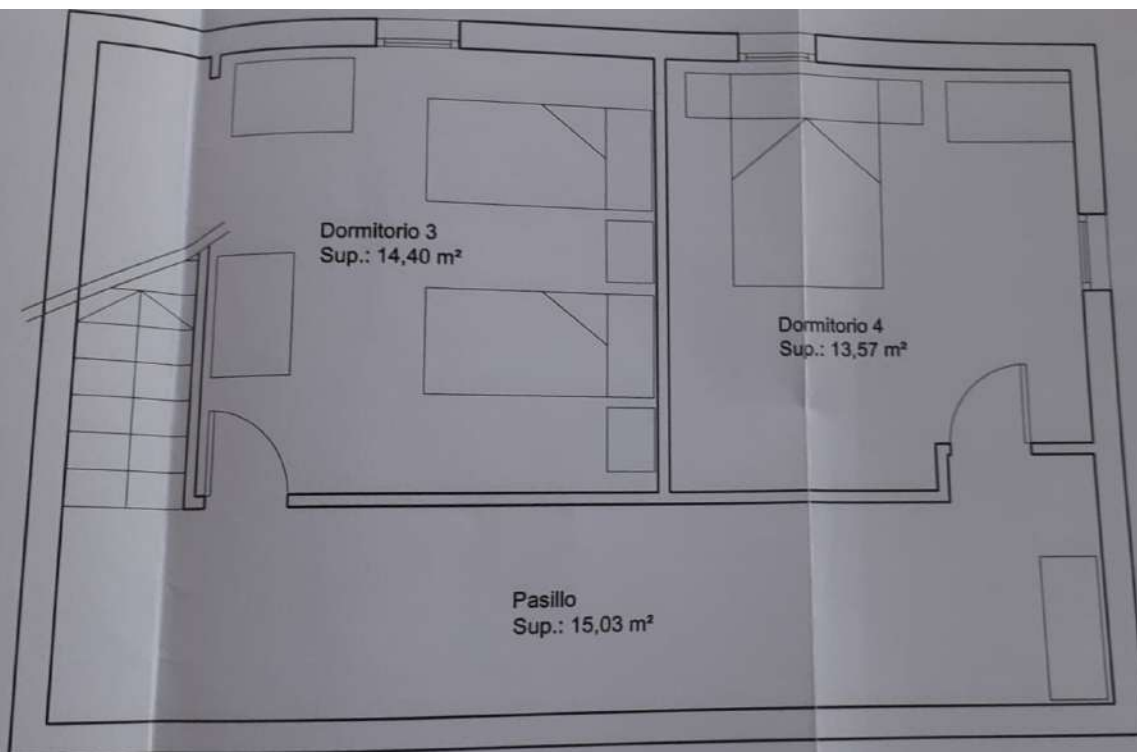 Dormitorio 3
Sup.: 14,40 m²
Dormitorio 4
Sup.: 13,57 m²
Pasillo
Sup.: 15,03 m²